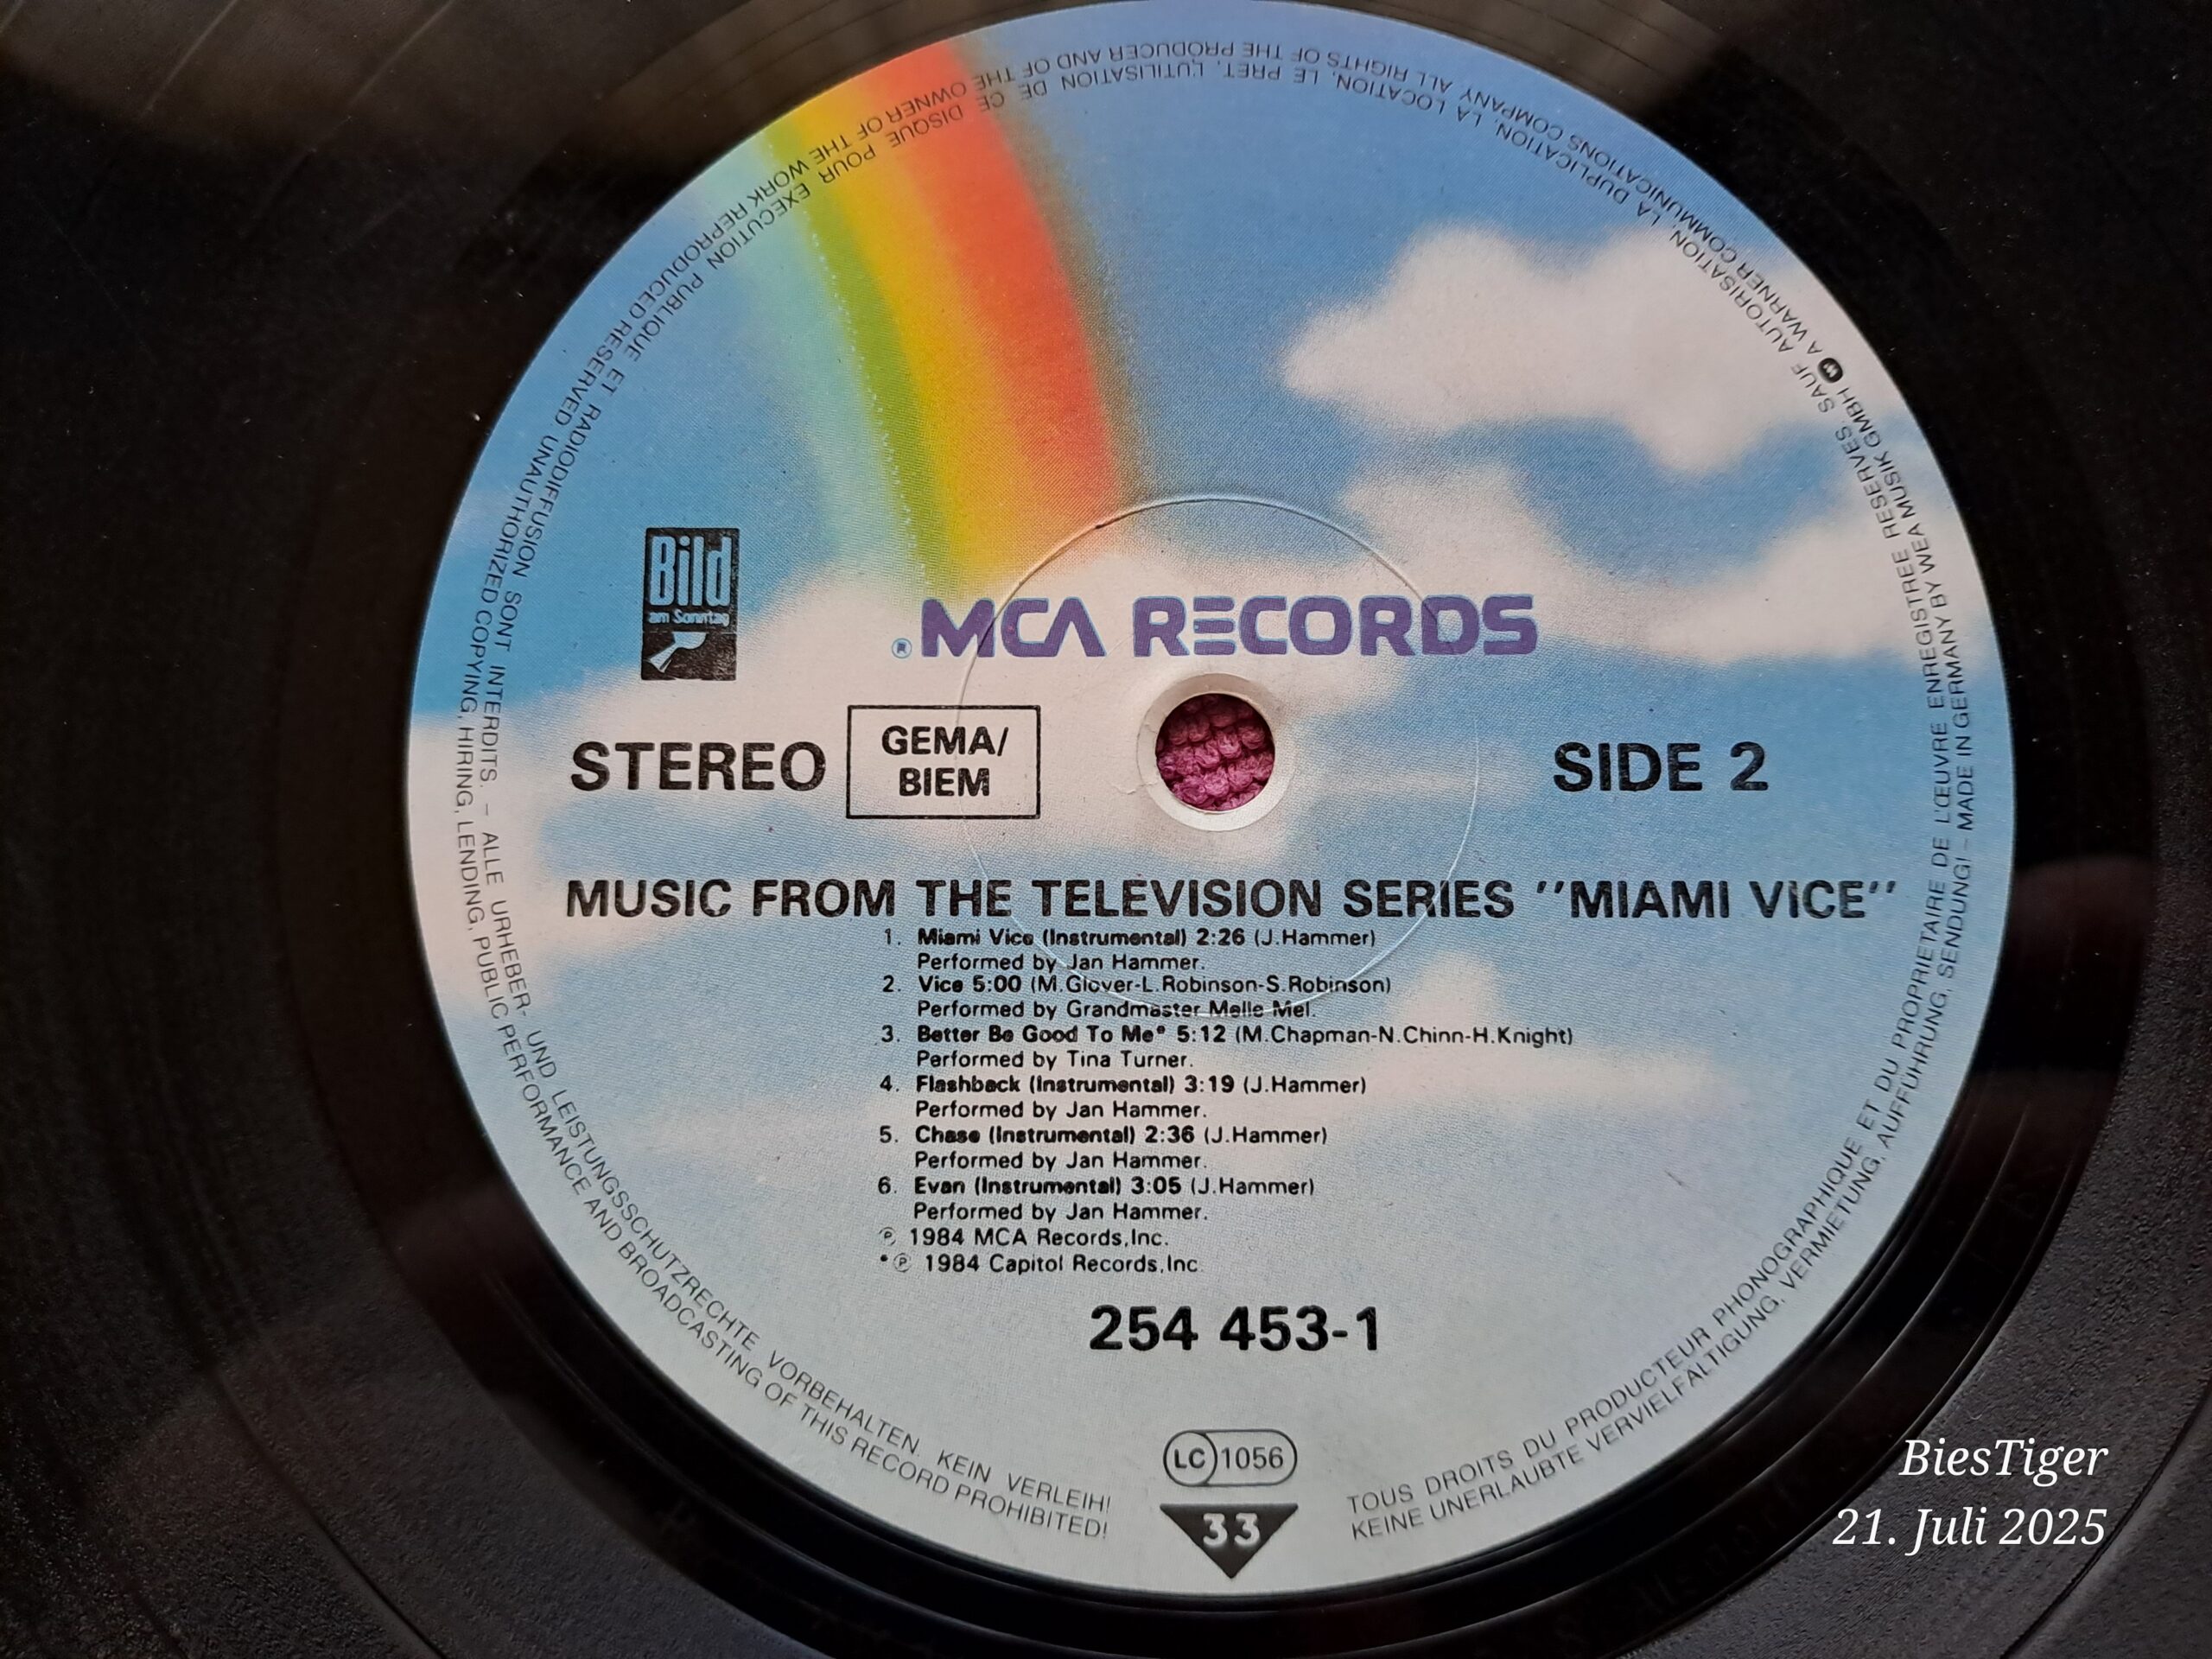 Bild
am Sonntag
® MCA RECORDS
STEREO
GEMA/
BIEM
SIDE 2
MUSIC FROM THE TELEVISION SERIES "MIAMI VICE"
1. Miami Vice (Instrumental) 2:26 (J.Hammer)
Performed by Jan Hammer.
2. Vice 5:00 (M.Glover-L.Robinson-S.Robinson)
Performed by Grandmaster Melle Mel.
3. Better Be Good To Me* 5:12 (M.Chapman-N.Chinn-H.Knight)
Performed by Tina Turner.
4. Flashback (Instrumental) 3:19 (J.Hammer)
Performed by Jan Hammer.
5. Chase (Instrumental) 2:36 (J.Hammer)
Performed by Jan Hammer.
6. Evan (Instrumental) 3:05 (J.Hammer)
Performed by Jan Hammer.
℗ 1984 MCA Records,Inc.
*℗ 1984 Capitol Records,Inc.
254 453-1
LC 1056
33
TOUS DROITS DU PRODUCTEUR PHONOGRAPHIQUE ET DU PROPRIETAIRE DE L'ŒUVRE ENREGISTREE RESERVES. SAUF AUTORISATION, LA DUPLICATION, LA LOCATION, LE PRET, L'UTILISATION DE CE DISQUE POUR EXECUTION PUBLIQUE ET RADIODIFFUSION SONT INTERDITS. – ALLE URHEBER- UND LEISTUNGSSCHUTZRECHTE VORBEHALTEN. KEIN VERLEIH!
KEINE UNERLAUBTE VERVIELFÄLTIGUNG, VERMIETUNG, AUFFÜHRUNG, SENDUNG! – MADE IN GERMANY BY WEA MUSIK GMBH A WARNER COMMUNICATIONS COMPANY ALL RIGHTS OF THE PRODUCER AND OF THE OWNER OF THE WORK REPRODUCED RESERVED UNAUTHORIZED COPYING, HIRING, LENDING, PUBLIC PERFORMANCE AND BROADCASTING OF THIS RECORD PROHIBITED!
BiesTiger
21. Juli 2025